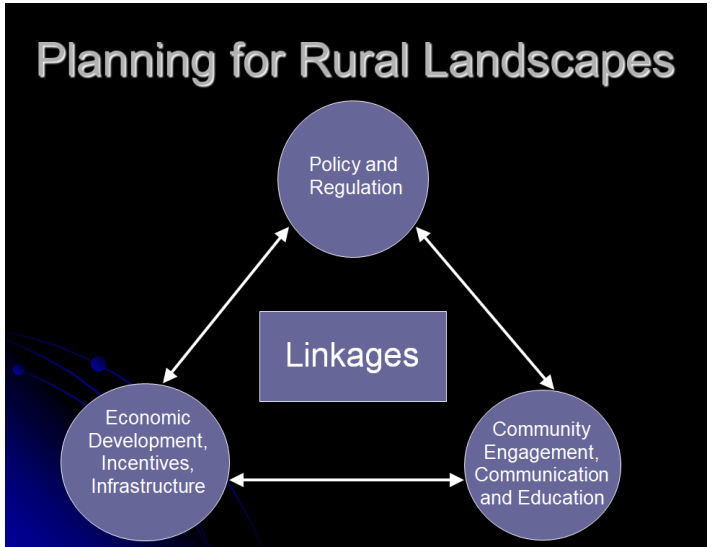 Planning for Rural Landscapes
Policy and
Regulation
Linkages
Economic
Development,
Incentives,
Infrastructure
Community
Engagement,
Communication
and Education